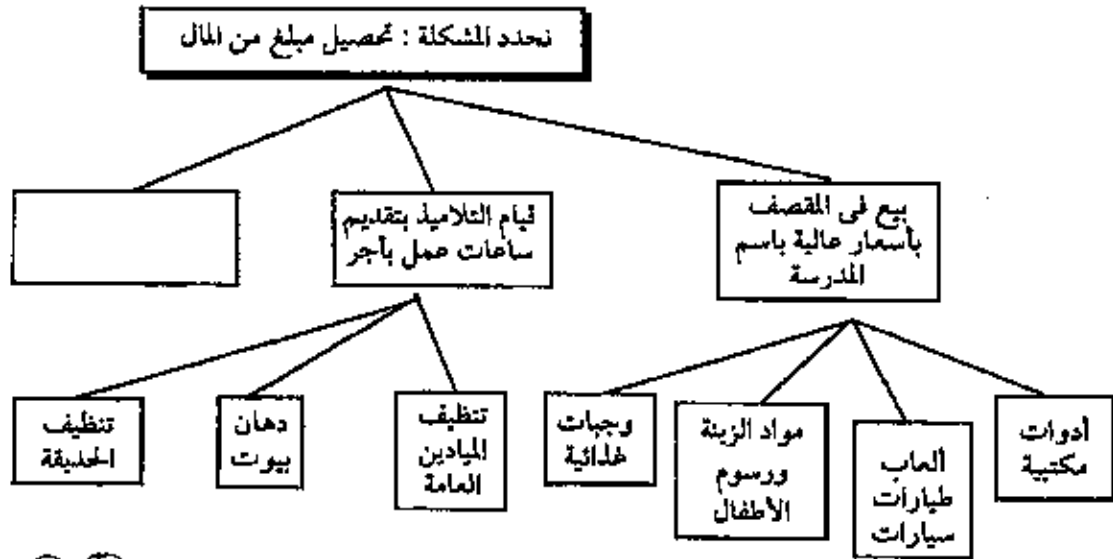 نحدد المشكلة : تحصيل مبلغ من المال
بيع فى المقصف
بأسعار عالية باسم
المدرسة
قيام التلاميذ بتقديم
ساعات عمل بأجر
أدوات
مكتبية
ألعاب
طيارات
سيارات
مواد الزينة
ورسوم
الأطفال
وجبات
غذائية
تنظيف
الميادين
العامة
دهان
بيوت
تنظيف
الحديقة